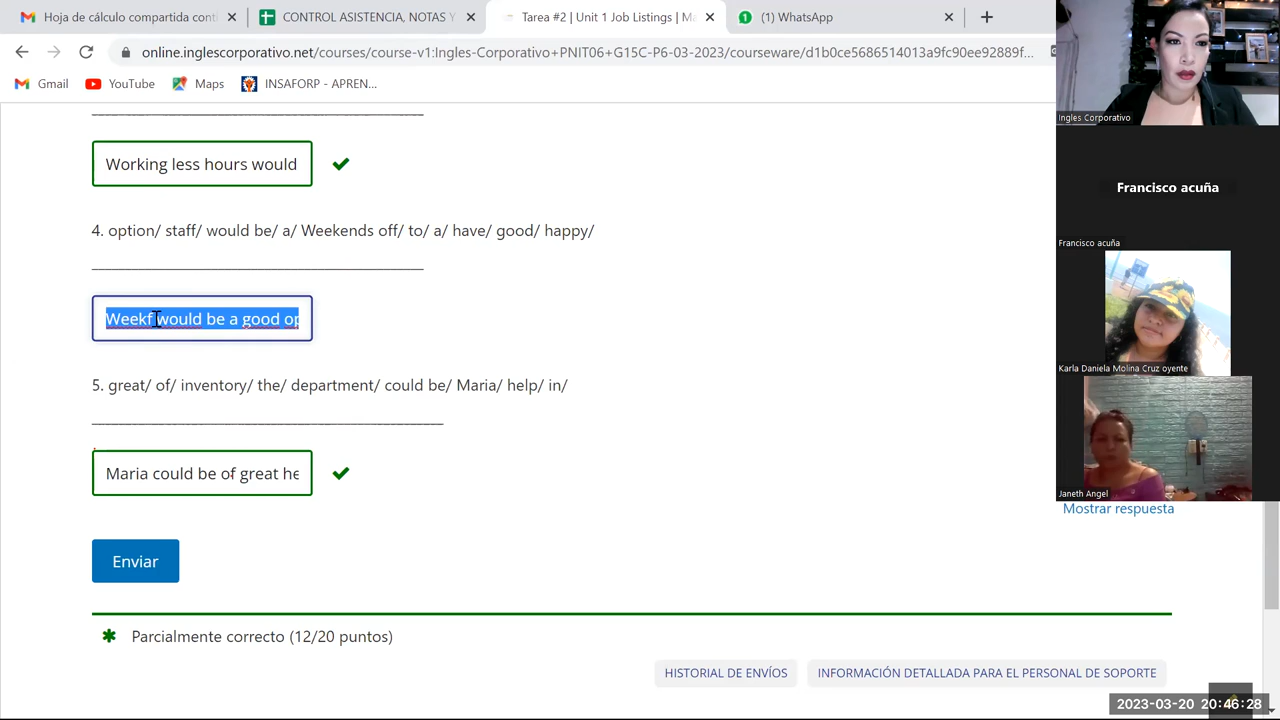 Hoja de cálculo compartida cont
CONTROL ASISTENCIA, NOTAS Y
Tarea #2 | Unit 1 Job Listings | Ma
(1) WhatsApp
online.inglescorporativo.net/courses/course-v1:Ingles-Corporativo+PNIT06+G15C-P6-03-2023/courseware/
Gmail
YouTube
Maps
INSAFORP - APREN...
Ingles Corporativo
Working less hours would
Francisco acuña
4. option/ staff/ would be/ a/ Weekends off/ to/ a/ have/ good/ happy/
Francisco acuña
Weekf would be a good or
Karla Daniela Molina Cruz oyente
5. great/ of/ inventory/ the/ department/ could be/ Maria/ help/ in/
Maria could be of great he
Janeth Angel
Mostrar respuesta
Enviar
Parcialmente correcto (12/20 puntos)
HISTORIAL DE ENVÍOS
INFORMACIÓN DETALLADA PARA EL PERSONAL DE SOPORTE
2023-03-20 20:46:28